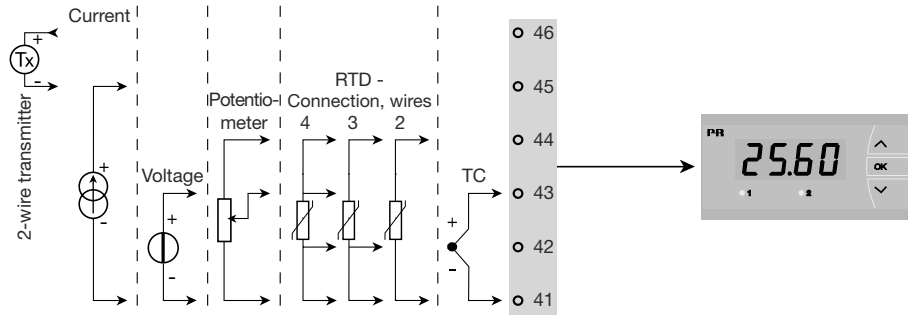 Current
+
Tx
-
2-wire transmitter
+
-
Voltage
+
-
Potentio-
meter
RTD -
Connection, wires
4 3 2
TC
+
-
46
45
44
43
42
41
PR
25.60
1 2
OK